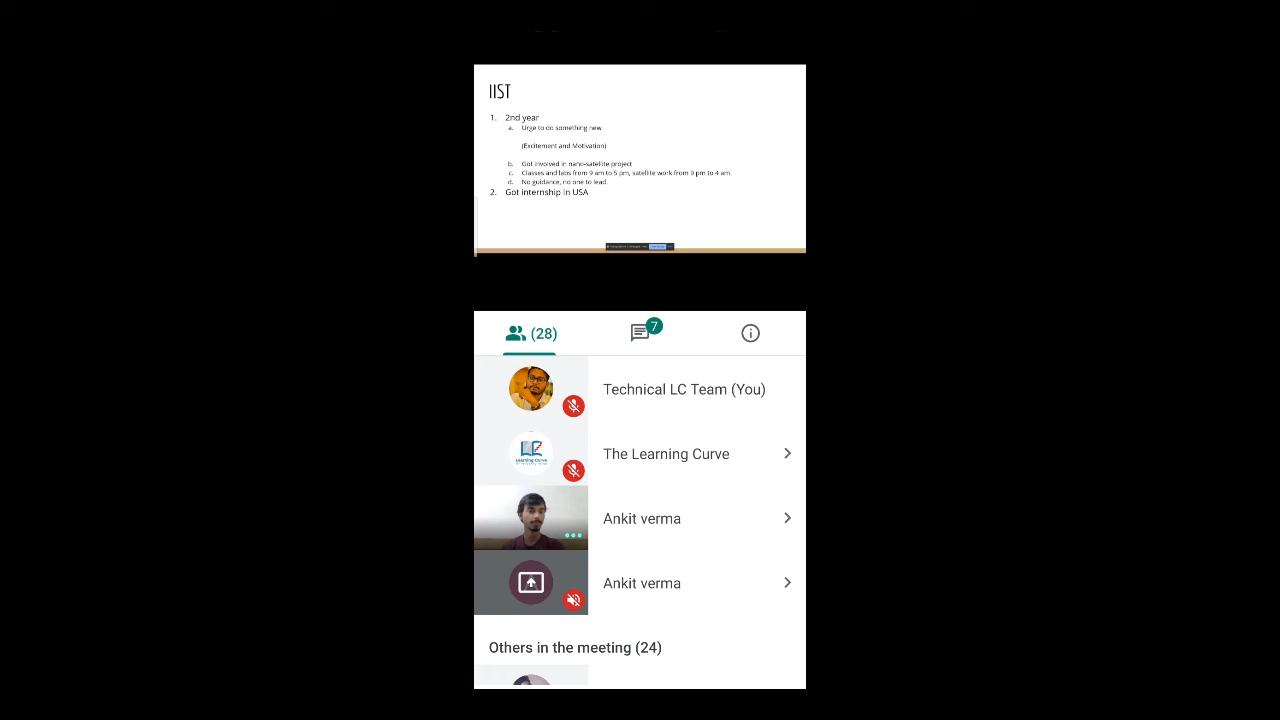 IIST
1. 2nd year
a. Urge to do something new
(Excitement and Motivation)
b. Got involved in nano-satellite project
c. Classes and labs from 9 am to 5 pm, satellite work from 9 pm to 4 am.
d. No guidance, no one to lead.
2. Got internship in USA
(28)
7
Technical LC Team (You)
Learning Curve
The Learning Curve
Ankit verma
Ankit verma
Others in the meeting (24)